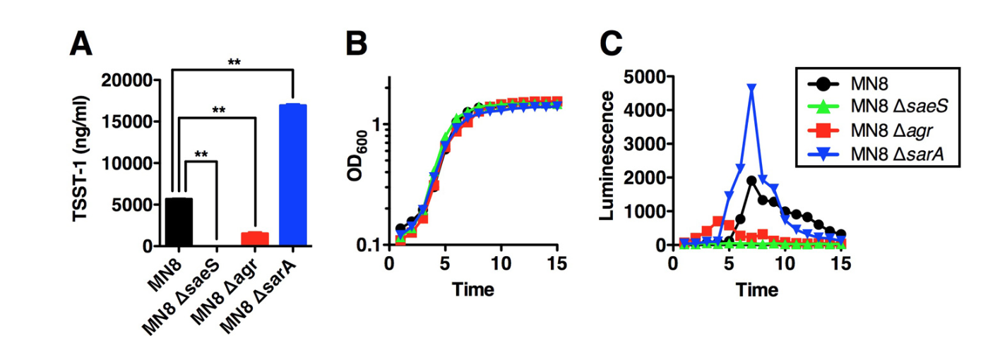 A
TSST-1 (ng/ml)
20000
15000
10000
5000
0
**
**
**
MN8
MN8 ΔsaeS
MN8 Δagr
MN8 ΔsarA
B
OD600
1
0.1
0
5
10
15
Time
C
Luminescence
5000
4000
3000
2000
1000
0
0
5
10
15
Time
MN8
MN8 ΔsaeS
MN8 Δagr
MN8 ΔsarA